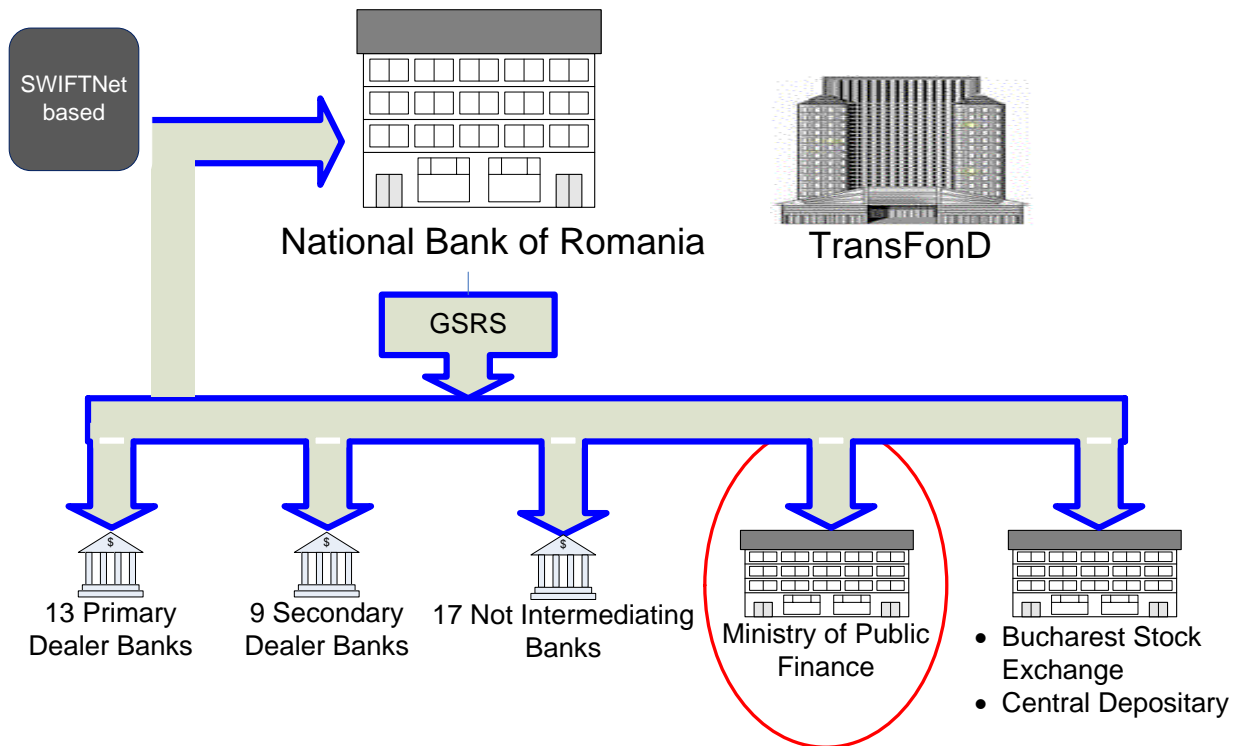 SWIFTNet
based
National Bank of Romania
TransFonD
GSRS
$
$
$
13 Primary
Dealer Banks
9 Secondary
Dealer Banks
17 Not Intermediating
Banks
Ministry of Public
Finance
• Bucharest Stock
Exchange
• Central Depositary